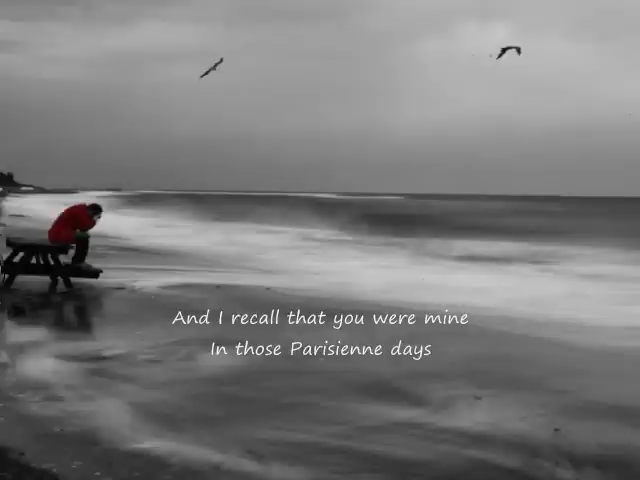 And I recall that you were mine
In those Parisienne days